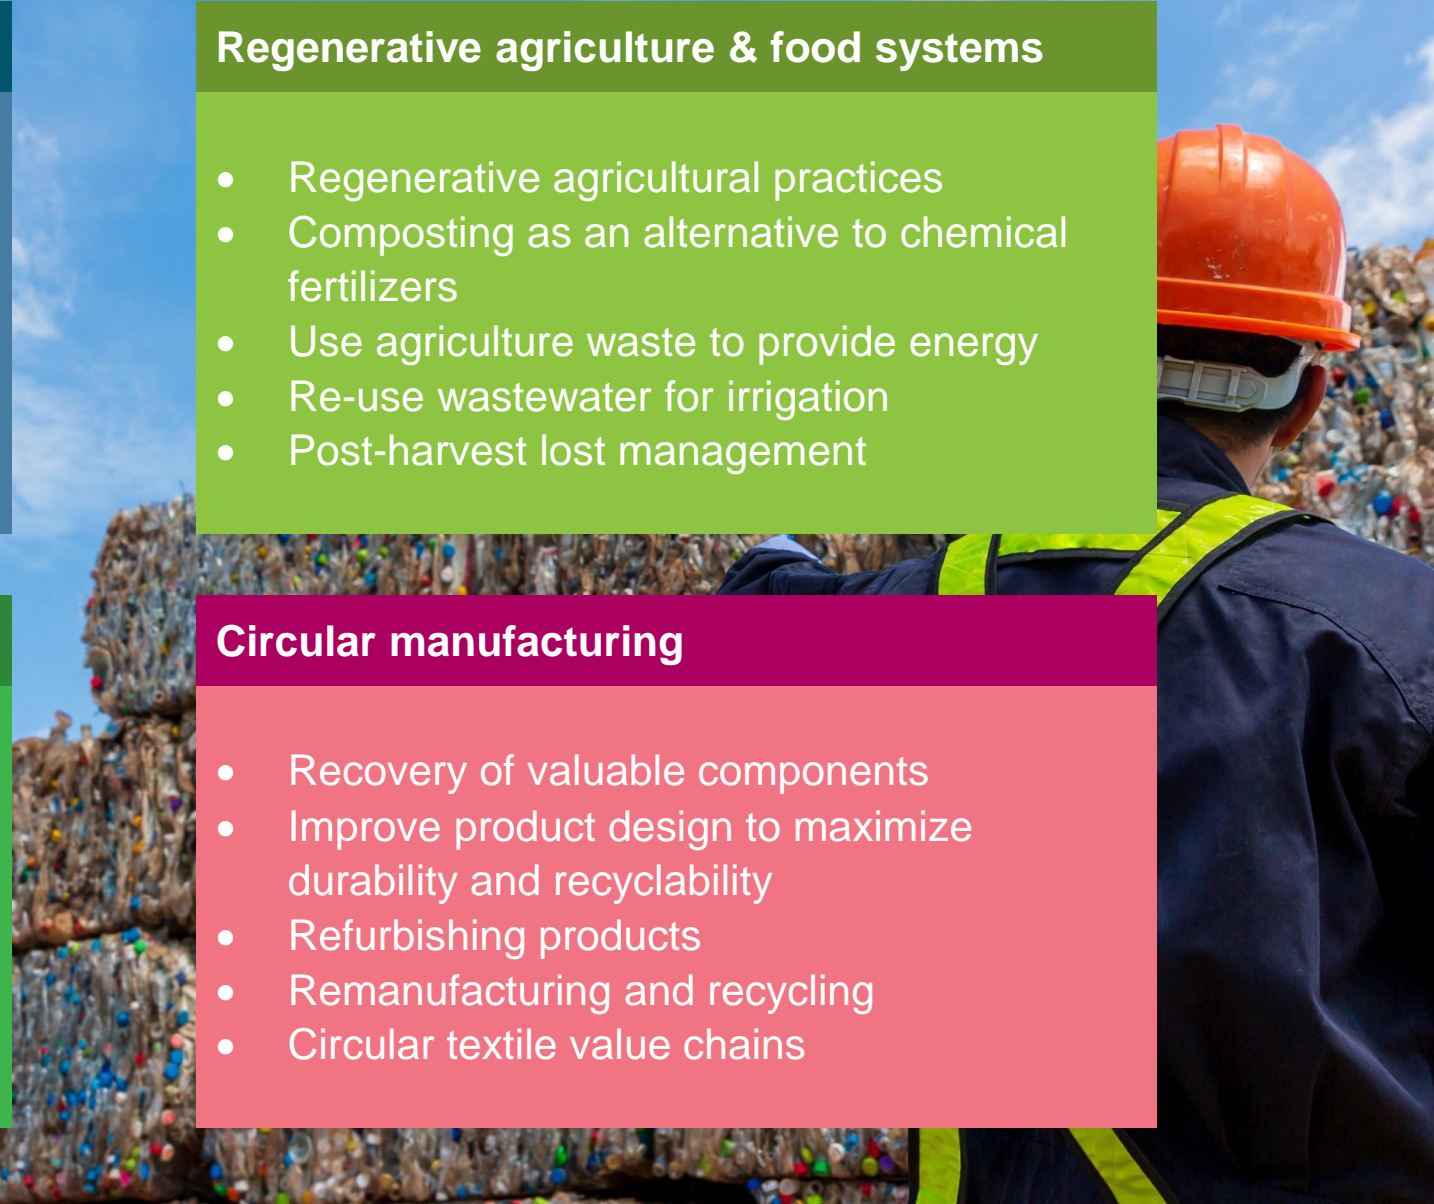 Regenerative agriculture & food systems
• Regenerative agricultural practices
• Composting as an alternative to chemical
fertilizers
• Use agriculture waste to provide energy
• Re-use wastewater for irrigation
• Post-harvest lost management
Circular manufacturing
• Recovery of valuable components
• Improve product design to maximize
durability and recyclability
• Refurbishing products
• Remanufacturing and recycling
• Circular textile value chains